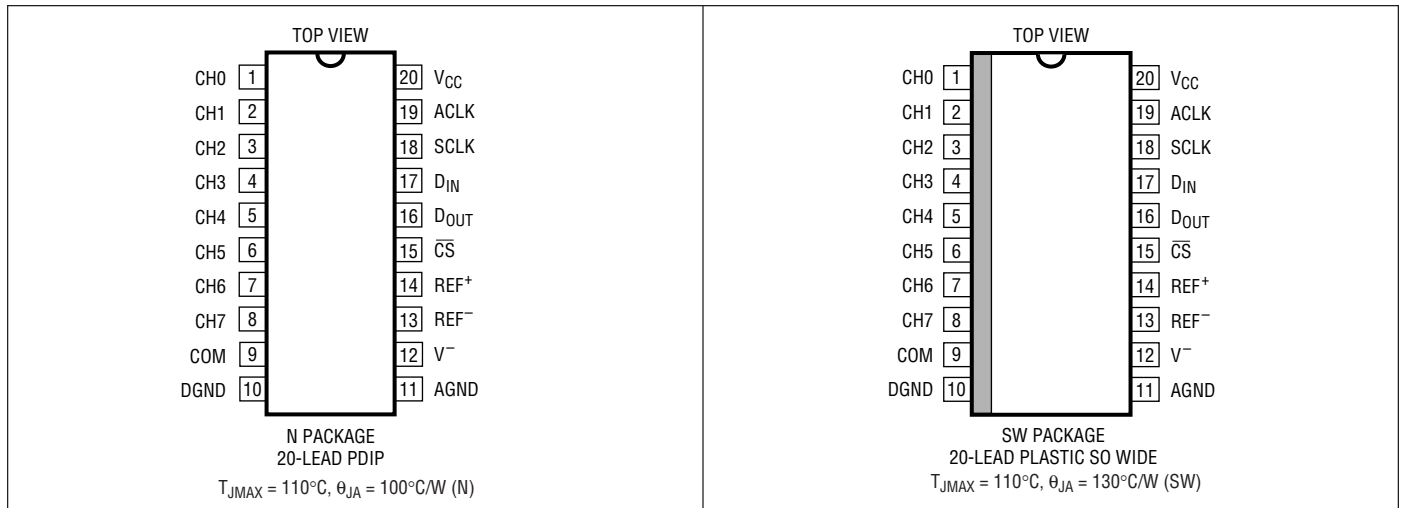 TOP VIEW
CH0 1 20 VCC
CH1 2 19 ACLK
CH2 3 18 SCLK
CH3 4 17 DIN
CH4 5 16 DOUT
CH5 6 15 C̅S̅
CH6 7 14 REF⁺
CH7 8 13 REF⁻
COM 9 12 V⁻
DGND 10 11 AGND
N PACKAGE
20-LEAD PDIP
TJMAX = 110°C, θJA = 100°C/W (N)
TOP VIEW
CH0 1 20 VCC
CH1 2 19 ACLK
CH2 3 18 SCLK
CH3 4 17 DIN
CH4 5 16 DOUT
CH5 6 15 C̅S̅
CH6 7 14 REF⁺
CH7 8 13 REF⁻
COM 9 12 V⁻
DGND 10 11 AGND
SW PACKAGE
20-LEAD PLASTIC SO WIDE
TJMAX = 110°C, θJA = 130°C/W (SW)